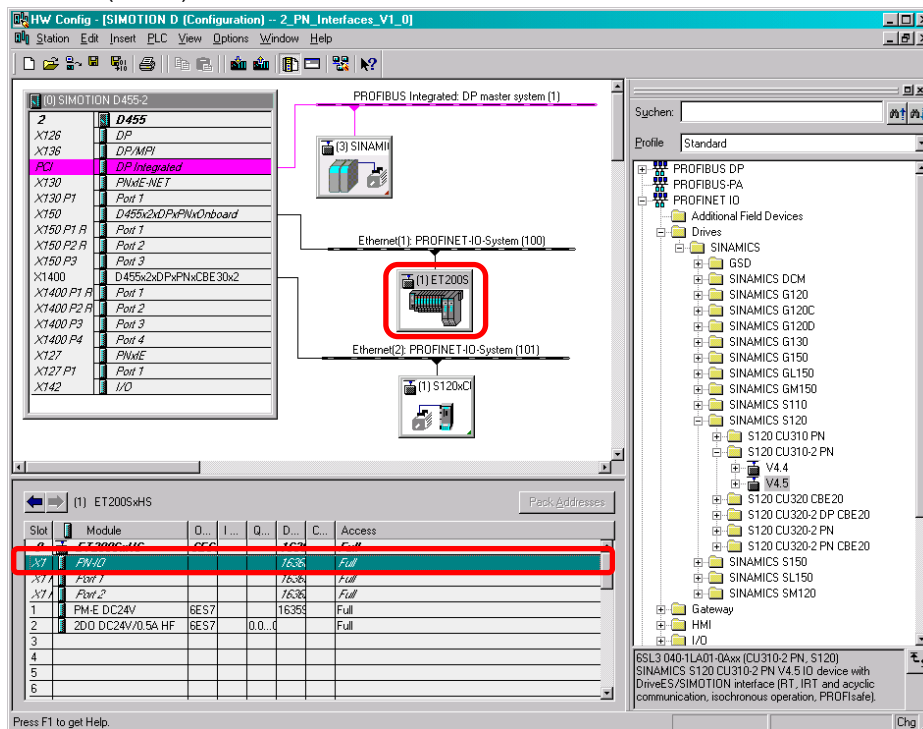 HW Config - [SIMOTION D (Configuration) -- 2_PN_Interfaces_V1_0]
Station Edit Insert PLC View Options Window Help
(0) SIMOTION D455-2
2 D455
X126 DP
X136 DP/MPI
PCI DP Integrated
X130 PNxIE-NET
X130 P1 Port 1
X150 D455x2xDPxPNxOnboard
X150 P1 R Port 1
X150 P2 R Port 2
X150 P3 Port 3
X1400 D455x2xDPxPNxCBE30x2
X1400 P1 R Port 1
X1400 P2 R Port 2
X1400 P3 Port 3
X1400 P4 Port 4
X127 PNxIE
X127 P1 Port 1
X142 I/O
PROFIBUS Integrated: DP master system (1)
(3) SINAMI
Ethernet(1): PROFINET-IO-System (100)
(1) ET200S
Ethernet(2): PROFINET-IO-System (101)
(1) S120xC
Suchen:
Profile Standard
PROFIBUS DP
PROFIBUS-PA
PROFINET IO
Additional Field Devices
Drives
SINAMICS
GSD
SINAMICS DCM
SINAMICS G120
SINAMICS G120C
SINAMICS G120D
SINAMICS G130
SINAMICS G150
SINAMICS GL150
SINAMICS GM150
SINAMICS S110
SINAMICS S120
S120 CU310 PN
S120 CU310-2 PN
V4.4
V4.5
S120 CU320 CBE20
S120 CU320-2 DP CBE20
S120 CU320-2 PN
S120 CU320-2 PN CBE20
SINAMICS S150
SINAMICS SL150
SINAMICS SM120
Gateway
HMI
I/O
6SL3 040-1LA01-0Axx (CU310-2 PN, S120)
SINAMICS S120 CU310-2 PN V4.5 IO device with
DriveES/SIMOTION interface (RT, IRT and acyclic
communication, isochronous operation, PROFIsafe).
(1) ET200SxHS
Pack Addresses
Slot Module O... I ... Q... D... C... Access
X1 PN-IO 1636 Full
X1 Port 1 1636 Full
X1 Port 2 1636 Full
1 PM-E DC24V 6ES7 16359 Full
2 2DO DC24V/0.5A HF 6ES7 0.0... Full
3
4
5
6
Press F1 to get Help.
Chg